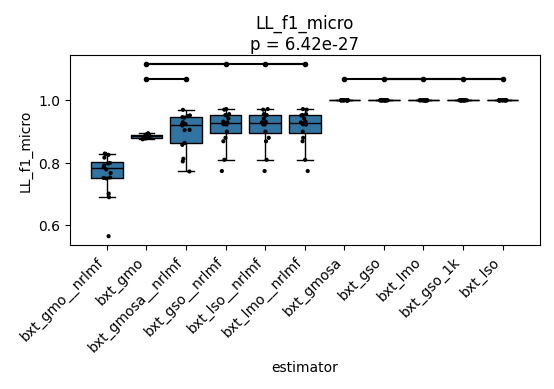 LL_f1_micro
p = 6.42e-27
LL_f1_micro
1.0
0.8
0.6
bxt_gmo__nrlmf
bxt_gmo
bxt_gmosa__nrlmf
bxt_gso__nrlmf
bxt_lso__nrlmf
bxt_lmo__nrlmf
bxt_gmosa
bxt_gso
bxt_lmo
bxt_gso_1k
bxt_lso
estimator